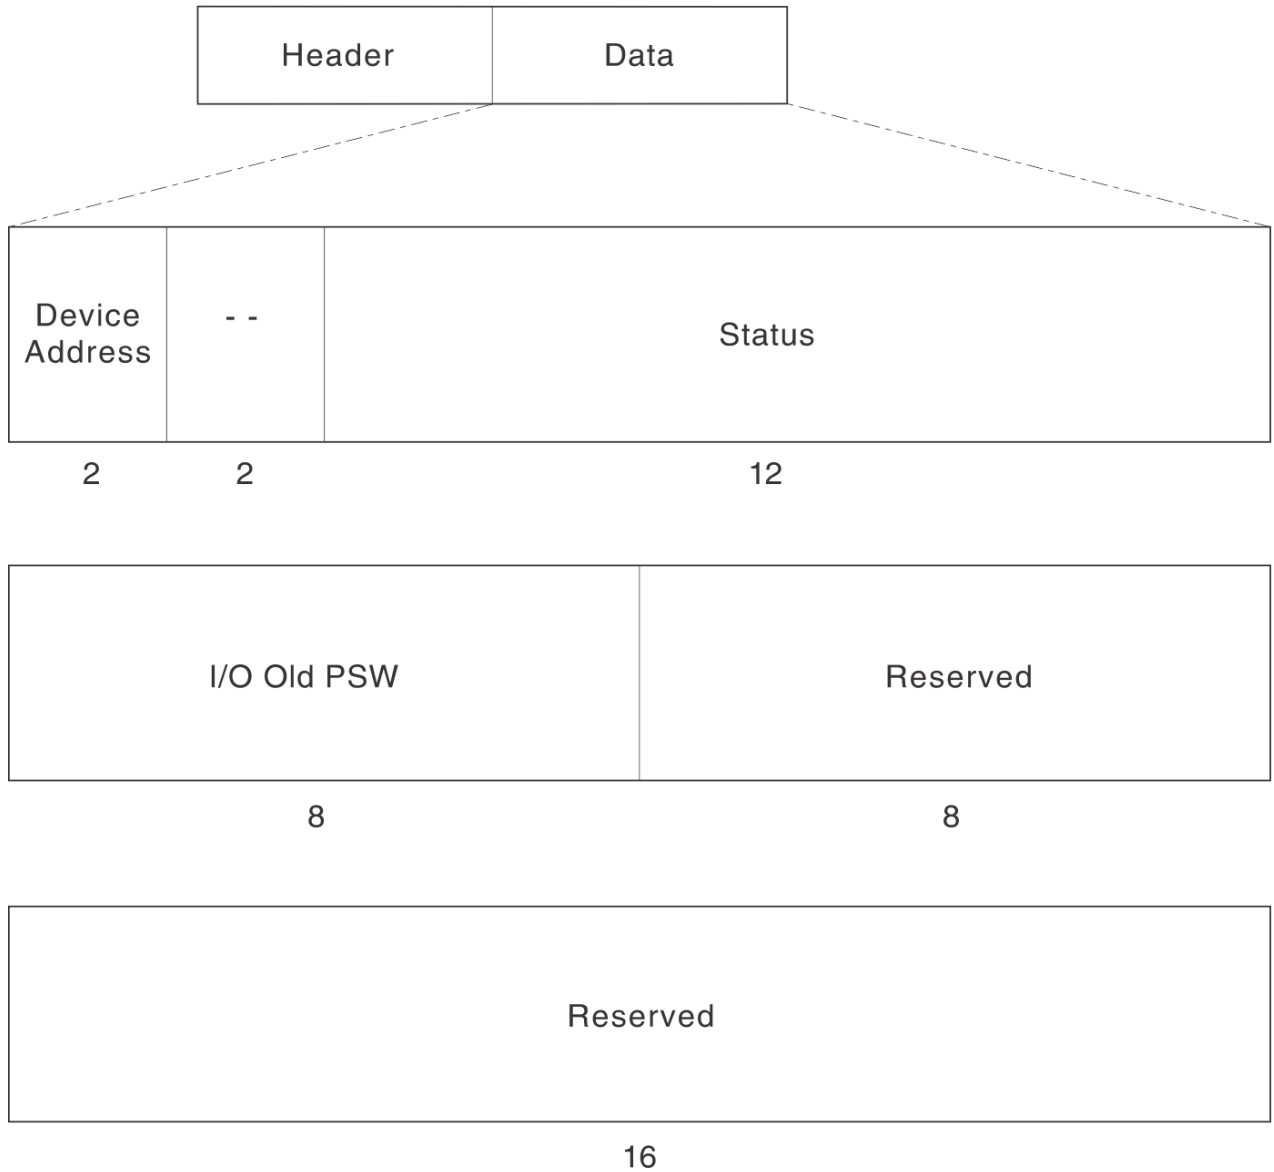 Header
Data
Device
Address
- -
Status
2
2
12
I/O Old PSW
Reserved
8
8
Reserved
16